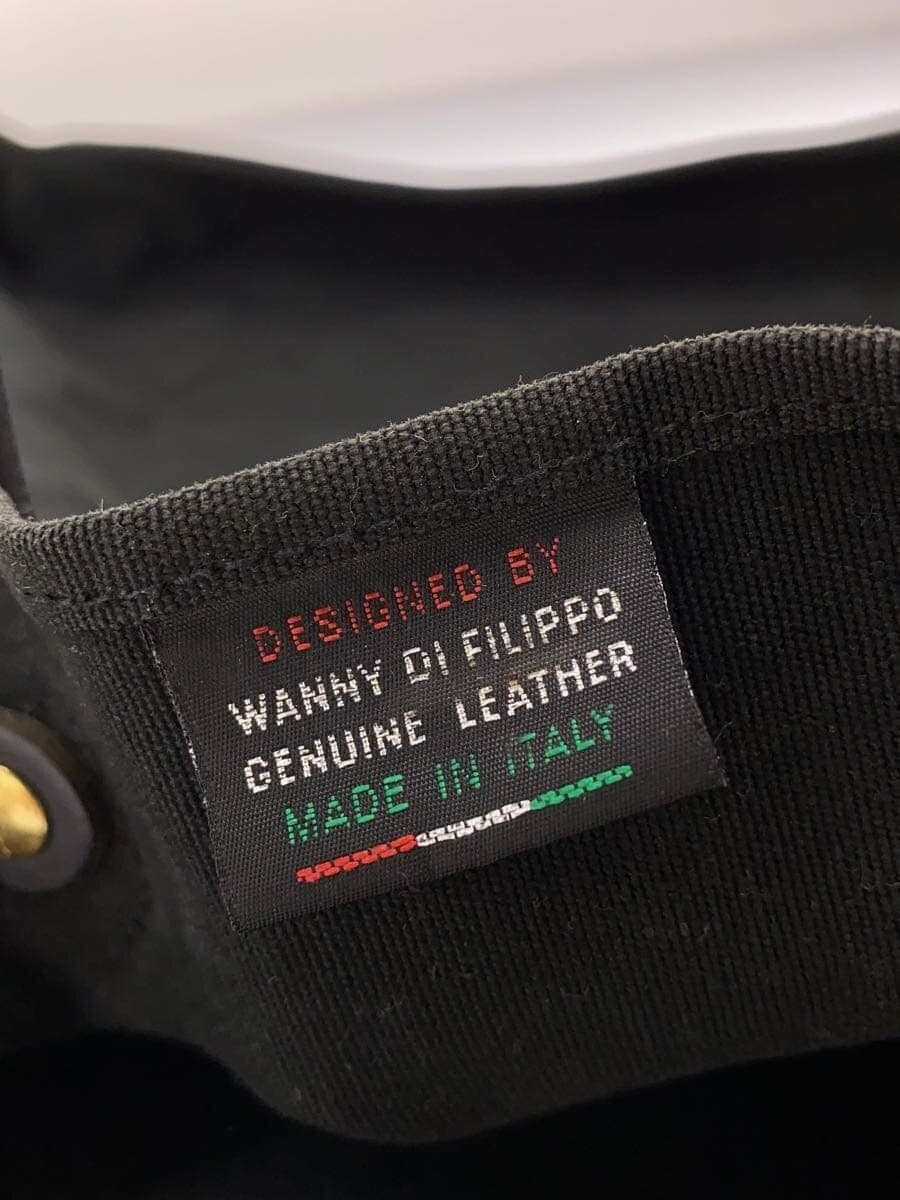 DESIGNED BY
WANNY DI FILIPPO
GENUINE LEATHER
MADE IN ITALY